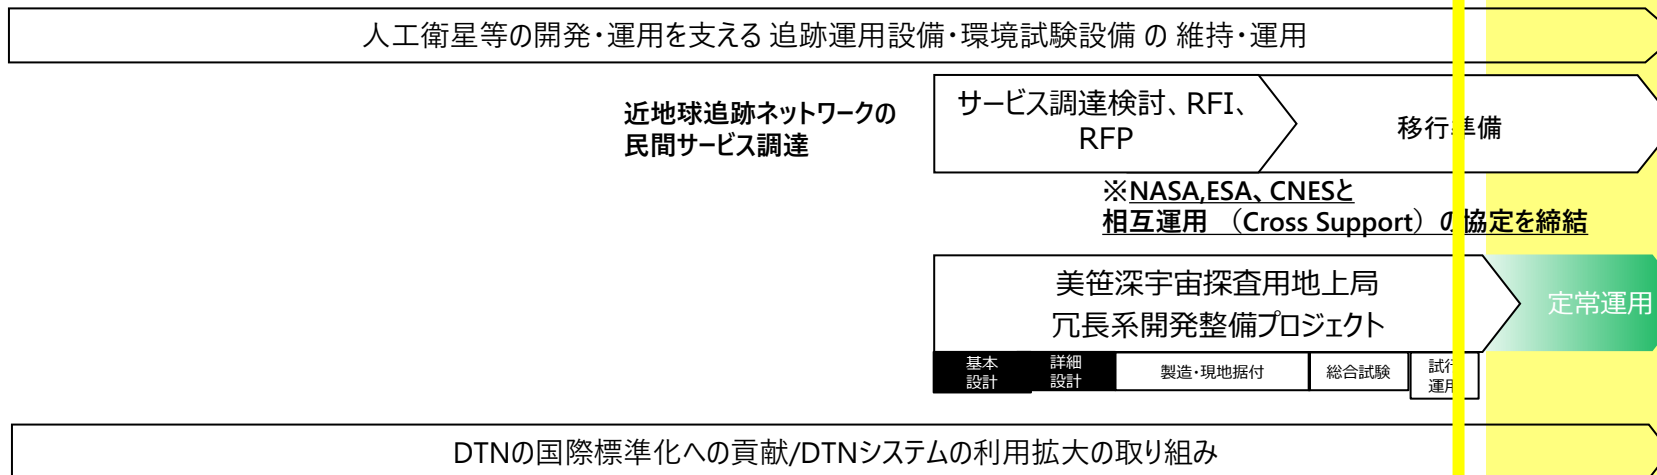 人工衛星等の開発・運用を支える 追跡運用設備・環境試験設備 の 維持・運用
近地球追跡ネットワークの
民間サービス調達
サービス調達検討、RFI、
RFP
移行準備
※NASA,ESA、CNESと
相互運用 （Cross Support）の協定を締結
美笹深宇宙探査用地上局
冗長系開発整備プロジェクト
定常運用
基本
設計
詳細
設計
製造・現地据付
総合試験
試行
運用
DTNの国際標準化への貢献/DTNシステムの利用拡大の取り組み